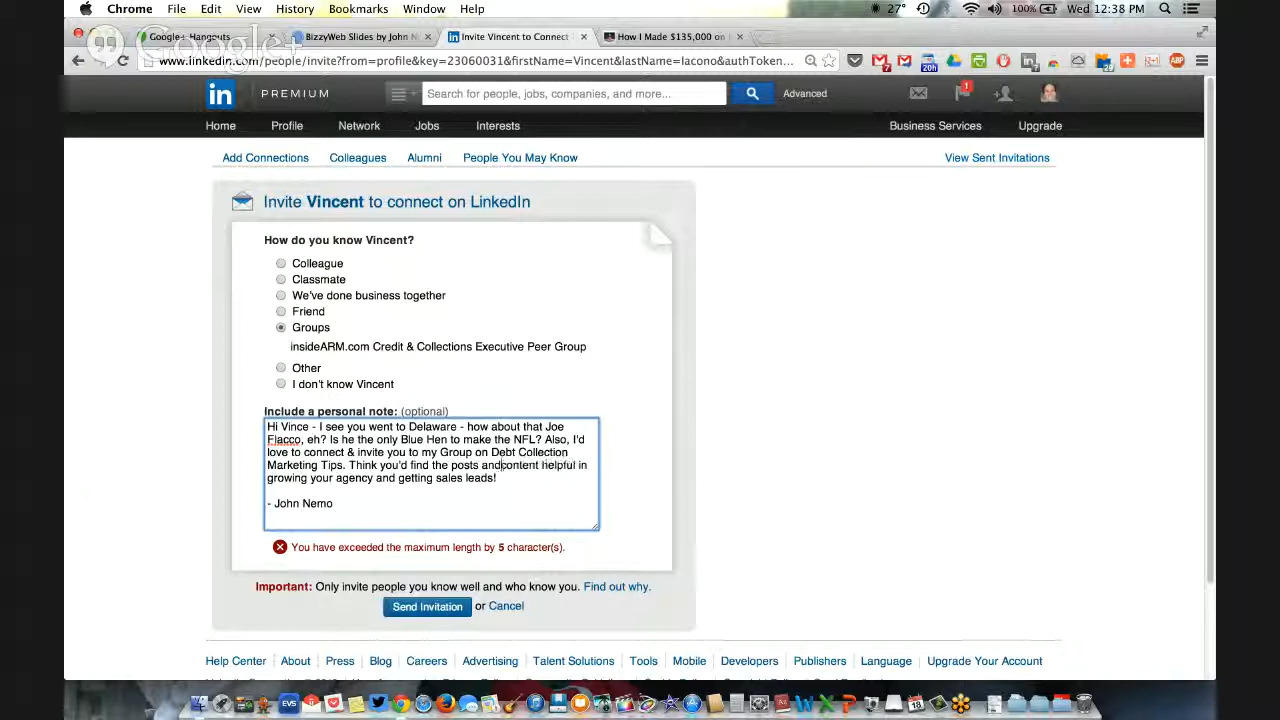 Chrome File Edit View History Bookmarks Window Help 27° 100% Wed 12:38 PM
Google+
Google+ Hangouts × BizzyWeb Slides by John N × Invite Vincent to Connect × How I Made $135,000 on ×
www.linkedin.com/people/invite?from=profile&key=23060031&firstName=Vincent&lastName=Iacono&authToken...
in PREMIUM Search for people, jobs, companies, and more... Advanced 1
Home Profile Network Jobs Interests Business Services Upgrade
Add Connections Colleagues Alumni People You May Know View Sent Invitations
Invite Vincent to connect on LinkedIn
How do you know Vincent?
Colleague
Classmate
We've done business together
Friend
Groups
insideARM.com Credit & Collections Executive Peer Group
Other
I don't know Vincent
Include a personal note: (optional)
Hi Vince - I see you went to Delaware - how about that Joe
Flacco, eh? Is he the only Blue Hen to make the NFL? Also, I'd
love to connect & invite you to my Group on Debt Collection
Marketing Tips. Think you'd find the posts andcontent helpful in
growing your agency and getting sales leads!
- John Nemo
You have exceeded the maximum length by 5 character(s).
Important: Only invite people you know well and who know you. Find out why.
Send Invitation or Cancel
Help Center About Press Blog Careers Advertising Talent Solutions Tools Mobile Developers Publishers Language Upgrade Your Account